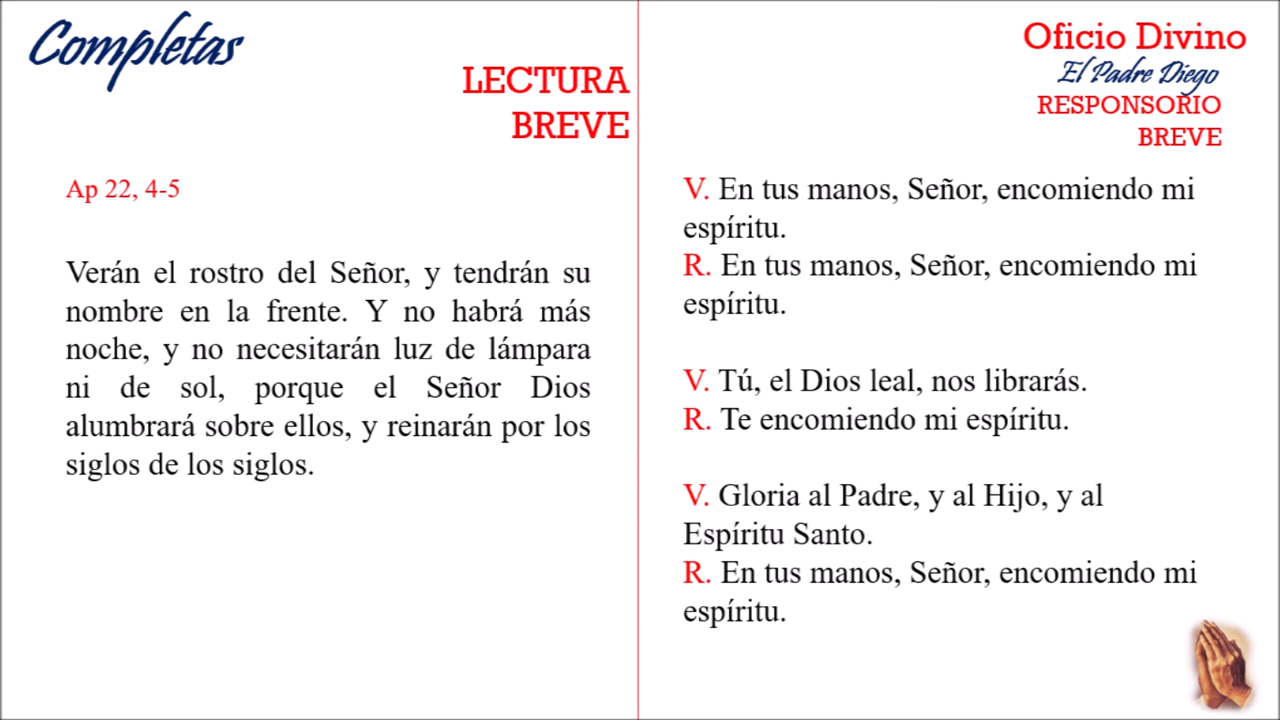 Completas
LECTURA
BREVE
Ap 22, 4-5
Verán el rostro del Señor, y tendrán su
nombre en la frente. Y no habrá más
noche, y no necesitarán luz de lámpara
ni de sol, porque el Señor Dios
alumbrará sobre ellos, y reinarán por los
siglos de los siglos.
Oficio Divino
El Padre Diego
RESPONSORIO
BREVE
V. En tus manos, Señor, encomiendo mi
espíritu.
R. En tus manos, Señor, encomiendo mi
espíritu.
V. Tú, el Dios leal, nos librarás.
R. Te encomiendo mi espíritu.
V. Gloria al Padre, y al Hijo, y al
Espíritu Santo.
R. En tus manos, Señor, encomiendo mi
espíritu.